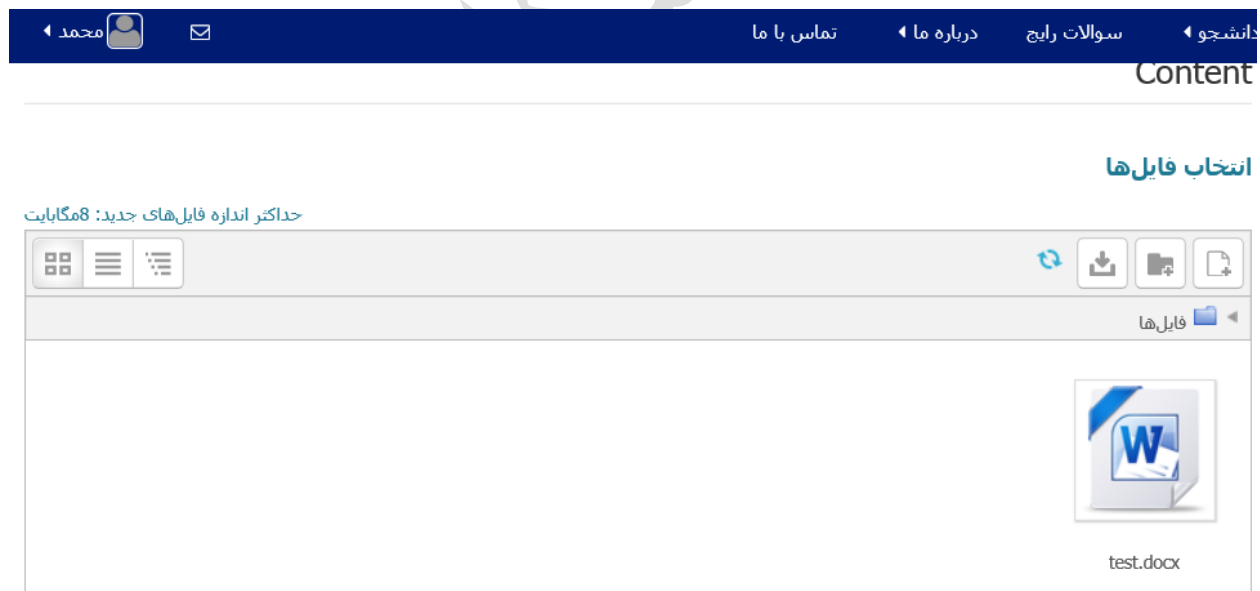 دانشجو سوالات رایج درباره ما تماس با ما محمد
Content
انتخاب فایل‌ها
حداکثر اندازه فایل‌های جدید: 8مگابایت
فایل‌ها
W
test.docx